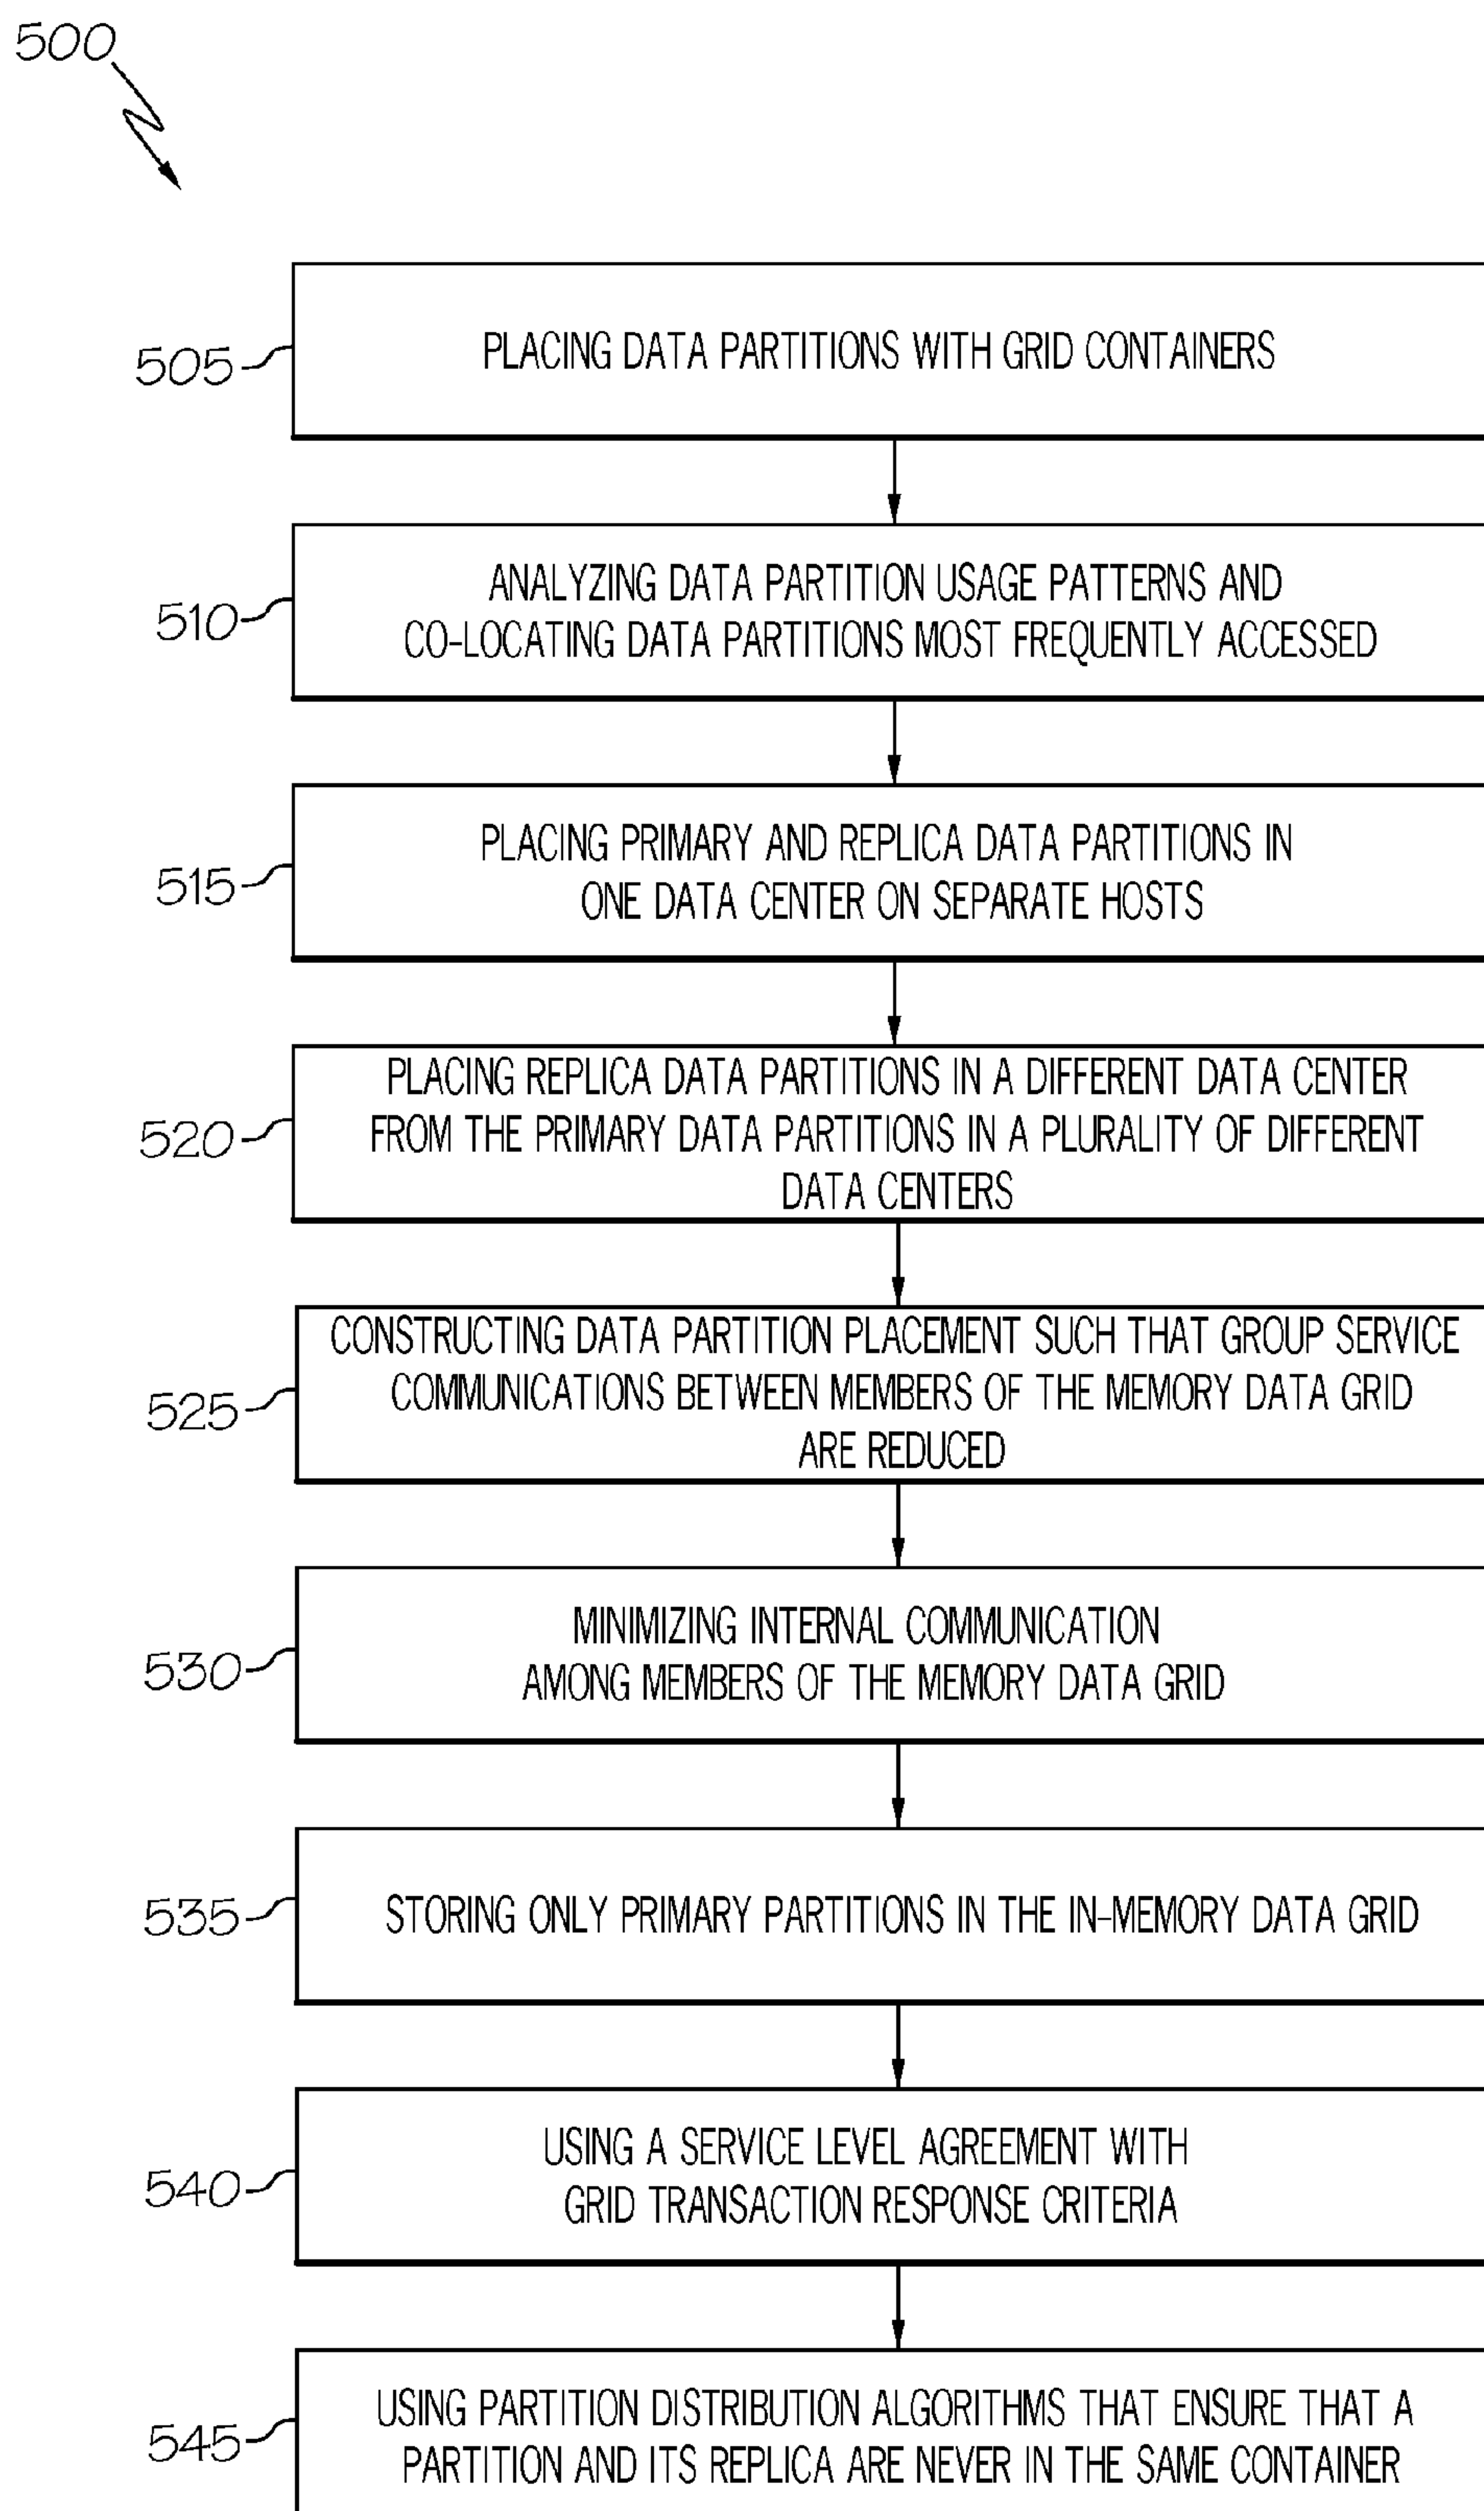 500
505
PLACING DATA PARTITIONS WITH GRID CONTAINERS
510
ANALYZING DATA PARTITION USAGE PATTERNS AND
CO-LOCATING DATA PARTITIONS MOST FREQUENTLY ACCESSED
515
PLACING PRIMARY AND REPLICA DATA PARTITIONS IN
ONE DATA CENTER ON SEPARATE HOSTS
520
PLACING REPLICA DATA PARTITIONS IN A DIFFERENT DATA CENTER
FROM THE PRIMARY DATA PARTITIONS IN A PLURALITY OF DIFFERENT
DATA CENTERS
525
CONSTRUCTING DATA PARTITION PLACEMENT SUCH THAT GROUP SERVICE
COMMUNICATIONS BETWEEN MEMBERS OF THE MEMORY DATA GRID
ARE REDUCED
530
MINIMIZING INTERNAL COMMUNICATION
AMONG MEMBERS OF THE MEMORY DATA GRID
535
STORING ONLY PRIMARY PARTITIONS IN THE IN-MEMORY DATA GRID
540
USING A SERVICE LEVEL AGREEMENT WITH
GRID TRANSACTION RESPONSE CRITERIA
545
USING PARTITION DISTRIBUTION ALGORITHMS THAT ENSURE THAT A
PARTITION AND ITS REPLICA ARE NEVER IN THE SAME CONTAINER